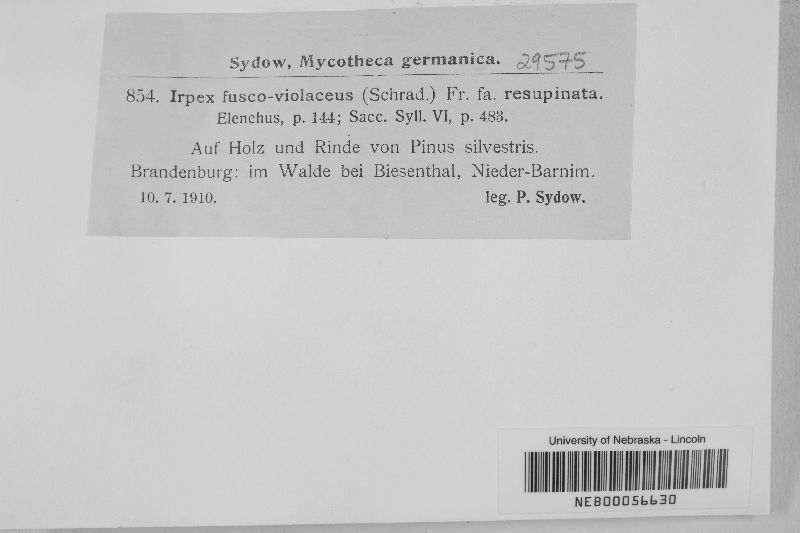 Sydow, Mycotheca germanica. 29575
854. Irpex fusco-violaceus (Schrad.) Fr. fa. resupinata.
Elenchus, p. 144; Sacc. Syll. VI, p. 483.
Auf Holz und Rinde von Pinus silvestris.
Brandenburg: im Walde bei Biesenthal, Nieder-Barnim.
10. 7. 1910. leg. P. Sydow.
University of Nebraska - Lincoln
NEB00056630